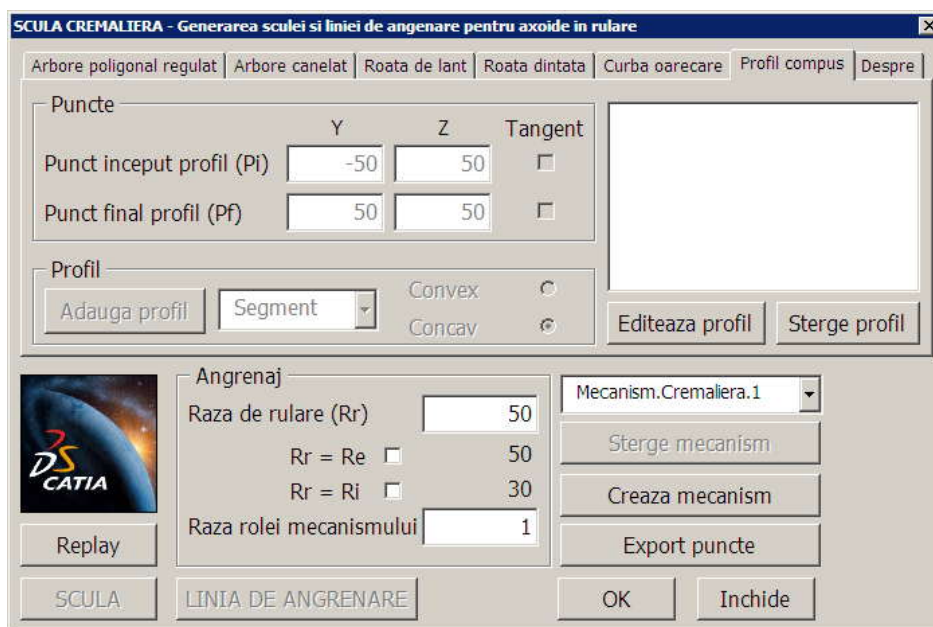 SCULA CREMALIERA - Generarea sculei si liniei de angenare pentru axoide in rulare
Arbore poligonal regulat Arbore canelat Roata de lant Roata dintata Curba oarecare Profil compus Despre
Puncte
Y Z Tangent
Punct inceput profil (Pi) -50 50
Punct final profil (Pf) 50 50
Profil
Adauga profil Segment Convex
Concav
Editeaza profil Sterge profil
Angrenaj
Raza de rulare (Rr) 50
Rr = Re 50
Rr = Ri 30
Raza rolei mecanismului 1
Mecanism.Cremaliera.1
Sterge mecanism
Creaza mecanism
Export puncte
DS
CATIA
Replay
SCULA LINIA DE ANGRENARE OK Inchide